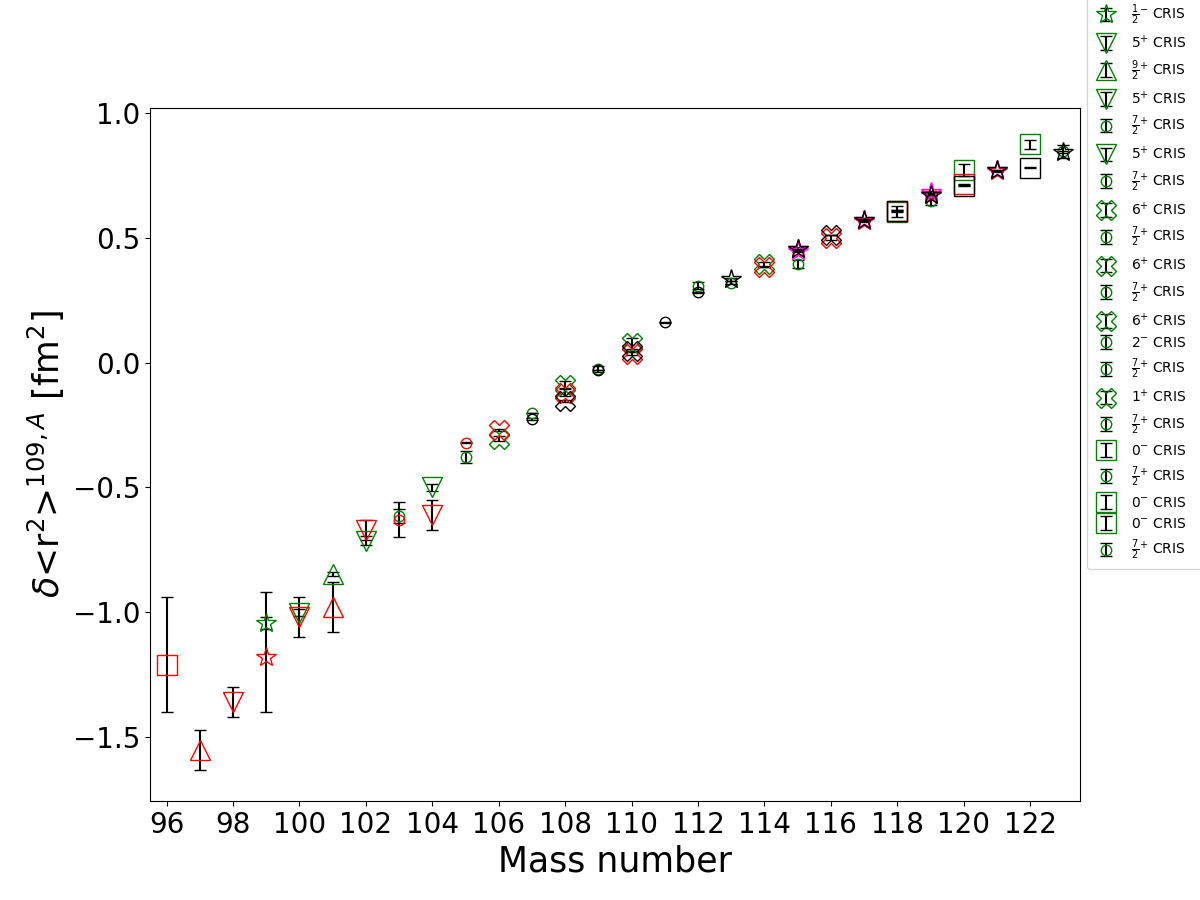 1/2⁻ CRIS
5⁺ CRIS
9/2⁺ CRIS
5⁺ CRIS
7/2⁺ CRIS
5⁺ CRIS
7/2⁺ CRIS
6⁺ CRIS
7/2⁺ CRIS
6⁺ CRIS
7/2⁺ CRIS
6⁺ CRIS
2⁻ CRIS
7/2⁺ CRIS
1⁺ CRIS
7/2⁺ CRIS
0⁻ CRIS
7/2⁺ CRIS
0⁻ CRIS
0⁻ CRIS
7/2⁺ CRIS
δ<r²>¹⁰⁹,ᴬ [fm²]
1.0
0.5
0.0
−0.5
−1.0
−1.5
96 98 100 102 104 106 108 110 112 114 116 118 120 122
Mass number